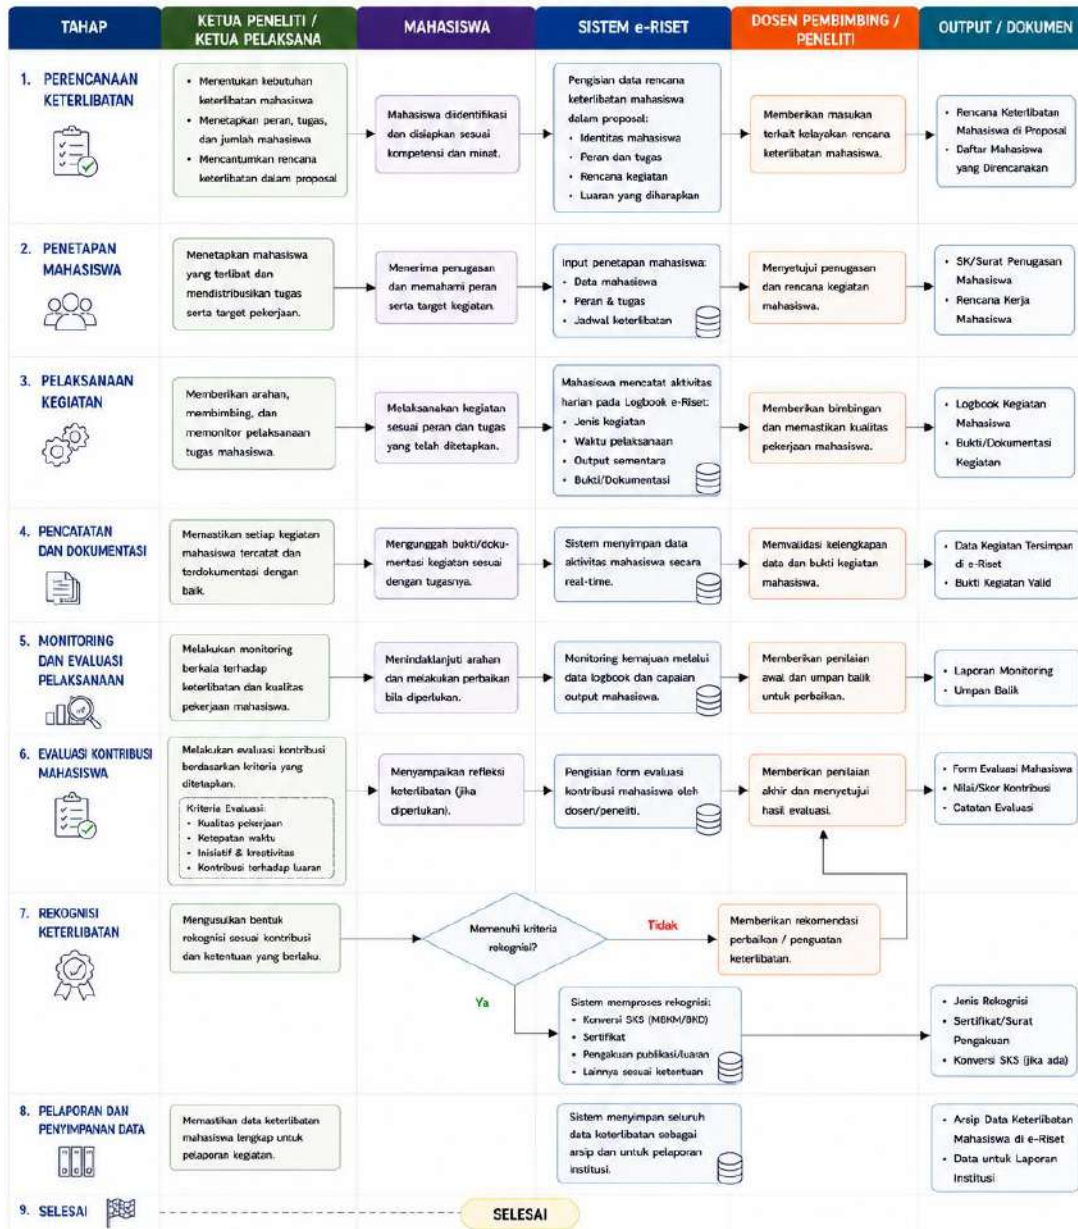 TAHAP
KETUA PENELITI /
KETUA PELAKSANA
MAHASISWA
SISTEM e-RISET
DOSEN PEMBIMBING /
PENELITI
OUTPUT / DOKUMEN
1. PERENCANAAN
KETERLIBATAN
• Menentukan kebutuhan
keterlibatan mahasiswa
• Menetapkan peran, tugas,
dan jumlah mahasiswa
• Mencantumkan rencana
keterlibatan dalam proposal
Mahasiswa diidentifikasi
dan disiapkan sesuai
kompetensi dan minat.
Pengisian data rencana
keterlibatan mahasiswa
dalam proposal:
• Identitas mahasiswa
• Peran dan tugas
• Rencana kegiatan
• Luaran yang diharapkan
Memberikan masukan
terkait kelayakan rencana
keterlibatan mahasiswa.
• Rencana Keterlibatan
Mahasiswa di Proposal
• Daftar Mahasiswa
yang Direncanakan
2. PENETAPAN
MAHASISWA
Menetapkan mahasiswa
yang terlibat dan
mendistribusikan tugas
serta target pekerjaan.
Menerima penugasan
dan memahami peran
serta target kegiatan.
Input penetapan mahasiswa:
• Data mahasiswa
• Peran & tugas
• Jadwal keterlibatan
Menyetujui penugasan
dan rencana kegiatan
mahasiswa.
• SK/Surat Penugasan
Mahasiswa
• Rencana Kerja
Mahasiswa
3. PELAKSANAAN
KEGIATAN
Memberikan arahan,
membimbing, dan
memonitor pelaksanaan
tugas mahasiswa.
Melaksanakan kegiatan
sesuai peran dan tugas
yang telah ditetapkan.
Mahasiswa mencatat aktivitas
harian pada Logbook e-Riset:
• Jenis kegiatan
• Waktu pelaksanaan
• Output sementara
• Bukti/Dokumentasi
Memberikan bimbingan
dan memastikan kualitas
pekerjaan mahasiswa.
• Logbook Kegiatan
Mahasiswa
• Bukti/Dokumentasi
Kegiatan
4. PENCATATAN
DAN DOKUMENTASI
Memastikan setiap kegiatan
mahasiswa tercatat dan
terdokumentasi dengan
baik.
Mengunggah bukti/doku-
mentasi kegiatan sesuai
dengan tugasnya.
Sistem menyimpan data
aktivitas mahasiswa secara
real-time.
Memvalidasi kelengkapan
data dan bukti kegiatan
mahasiswa.
• Data Kegiatan Tersimpan
di e-Riset
• Bukti Kegiatan Valid
5. MONITORING
DAN EVALUASI
PELAKSANAAN
Melakukan monitoring
berkala terhadap
keterlibatan dan kualitas
pekerjaan mahasiswa.
Menindaklanjuti arahan
dan melakukan perbaikan
bila diperlukan.
Monitoring kemajuan melalui
data logbook dan capaian
output mahasiswa.
Memberikan penilaian
awal dan umpan balik
untuk perbaikan.
• Laporan Monitoring
• Umpan Balik
6. EVALUASI KONTRIBUSI
MAHASISWA
Melakukan evaluasi kontribusi
berdasarkan kriteria yang
ditetapkan.
Kriteria Evaluasi:
• Kualitas pekerjaan
• Ketepatan waktu
• Inisiatif & kreativitas
• Kontribusi terhadap luaran
Menyampaikan refleksi
keterlibatan (jika
diperlukan).
Pengisian form evaluasi
kontribusi mahasiswa oleh
dosen/peneliti.
Memberikan penilaian
akhir dan menyetujui
hasil evaluasi.
• Form Evaluasi Mahasiswa
• Nilai/Skor Kontribusi
• Catatan Evaluasi
7. REKOGNISI
KETERLIBATAN
Mengusulkan bentuk
rekognisi sesuai kontribusi
dan ketentuan yang berlaku.
Memenuhi kriteria
rekognisi?
Tidak
Memberikan rekomendasi
perbaikan / penguatan
keterlibatan.
Ya
Sistem memproses rekognisi:
• Konversi SKS (MBKM/BKD)
• Sertifikat
• Pengakuan publikasi/luaran
• Lainnya sesuai ketentuan
• Jenis Rekognisi
• Sertifikat/Surat
Pengakuan
• Konversi SKS (jika ada)
8. PELAPORAN DAN
PENYIMPANAN DATA
Memastikan data keterlibatan
mahasiswa lengkap untuk
pelaporan kegiatan.
Sistem menyimpan seluruh
data keterlibatan sebagai
arsip dan untuk pelaporan
institusi.
• Arsip Data Keterlibatan
Mahasiswa di e-Riset
• Data untuk Laporan
Institusi
9. SELESAI
SELESAI